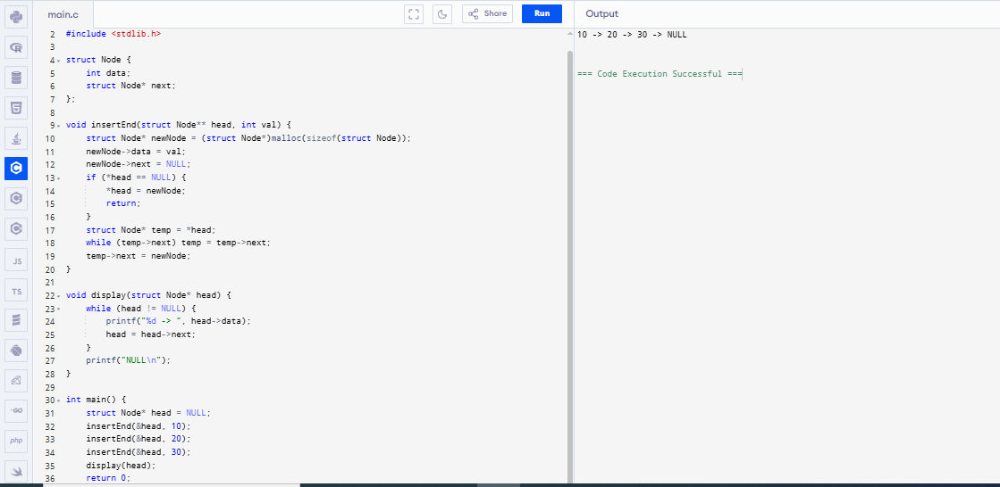 main.c
Share
Run
Output
2 #include <stdlib.h>
3
4 struct Node {
5     int data;
6     struct Node* next;
7 };
8
9 void insertEnd(struct Node** head, int val) {
10     struct Node* newNode = (struct Node*)malloc(sizeof(struct Node));
11     newNode->data = val;
12     newNode->next = NULL;
13     if (*head == NULL) {
14         *head = newNode;
15         return;
16     }
17     struct Node* temp = *head;
18     while (temp->next) temp = temp->next;
19     temp->next = newNode;
20 }
21
22 void display(struct Node* head) {
23     while (head != NULL) {
24         printf("%d -> ", head->data);
25         head = head->next;
26     }
27     printf("NULL\n");
28 }
29
30 int main() {
31     struct Node* head = NULL;
32     insertEnd(&head, 10);
33     insertEnd(&head, 20);
34     insertEnd(&head, 30);
35     display(head);
36     return 0;
10 -> 20 -> 30 -> NULL
=== Code Execution Successful ===
R
5
C
C
C
JS
TS
GO
php